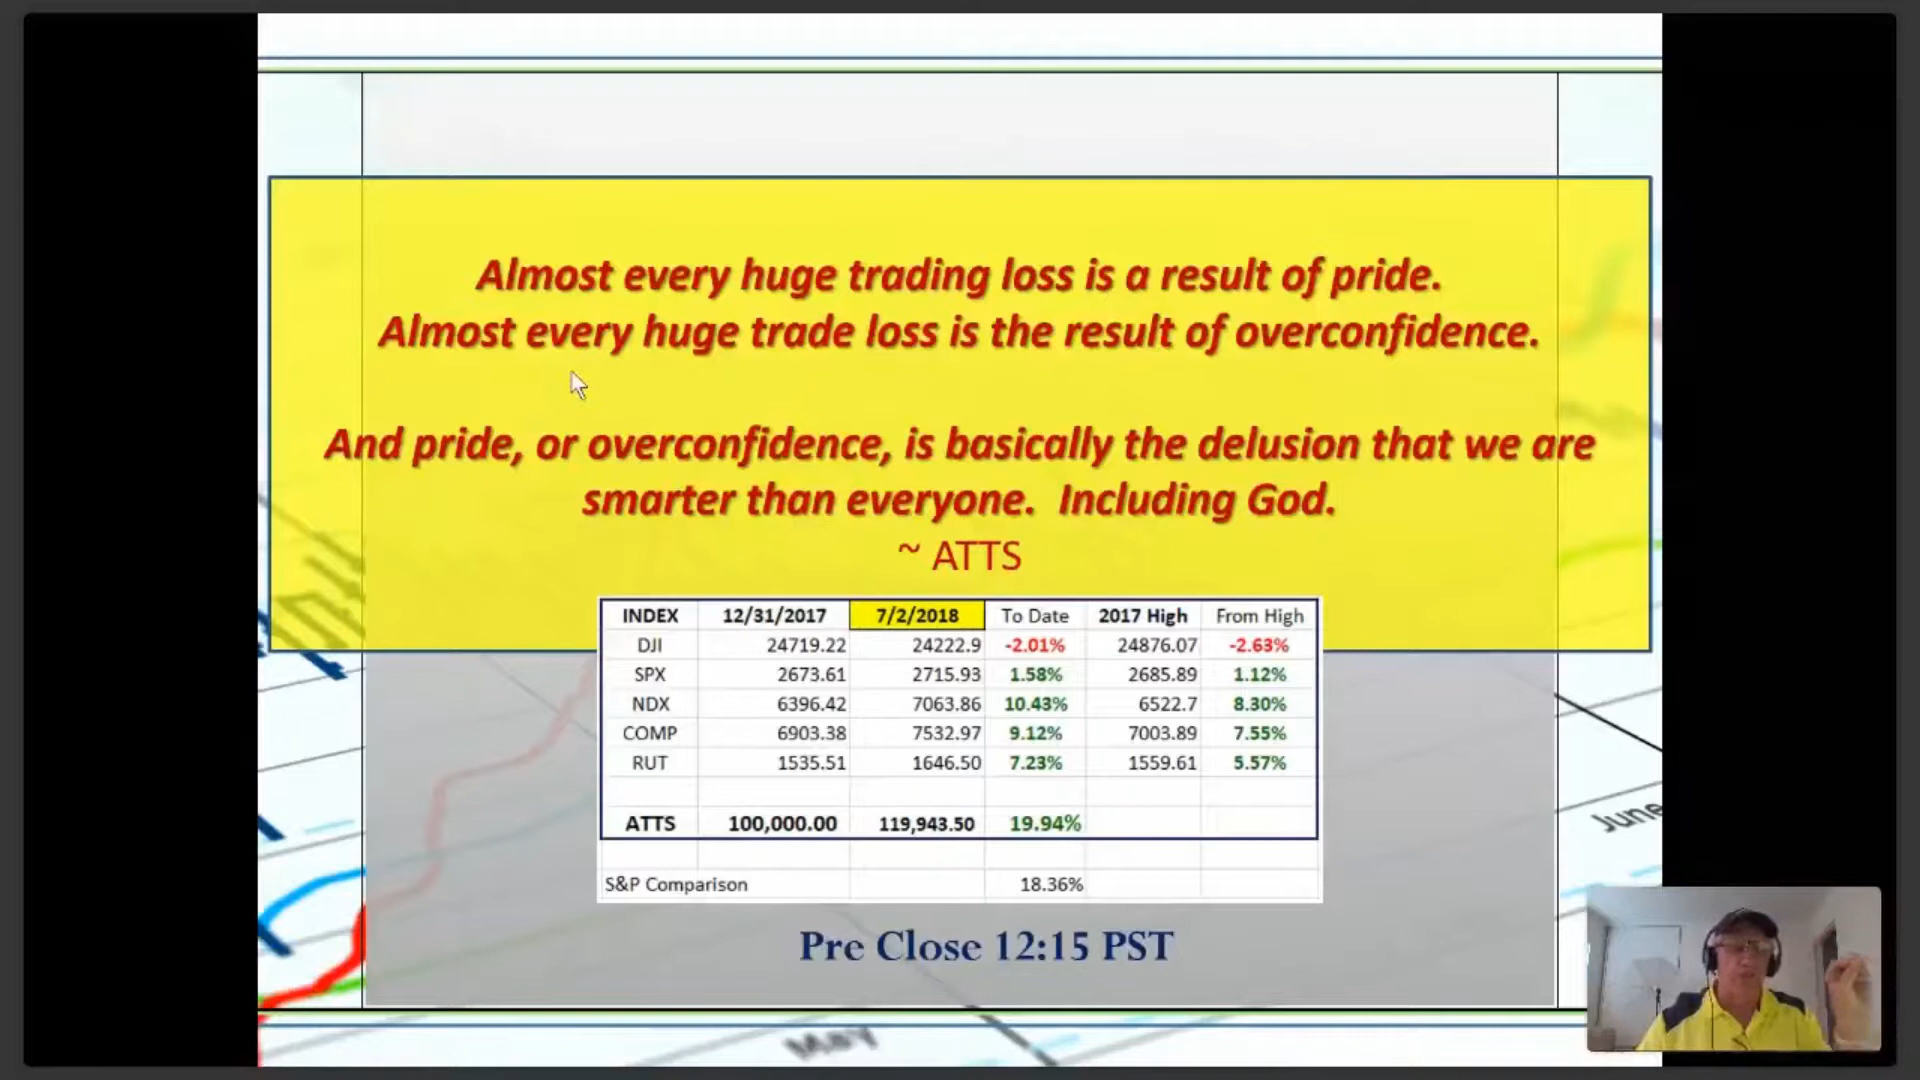 Almost every huge trading loss is a result of pride.
Almost every huge trade loss is the result of overconfidence.
And pride, or overconfidence, is basically the delusion that we are
smarter than everyone. Including God.
~ ATTS
INDEX 12/31/2017 7/2/2018 To Date 2017 High From High
DJI 24719.22 24222.9 -2.01% 24876.07 -2.63%
SPX 2673.61 2715.93 1.58% 2685.89 1.12%
NDX 6396.42 7063.86 10.43% 6522.7 8.30%
COMP 6903.38 7532.97 9.12% 7003.89 7.55%
RUT 1535.51 1646.50 7.23% 1559.61 5.57%
ATTS 100,000.00 119,943.50 19.94%
S&P Comparison 18.36%
Pre Close 12:15 PST
June
May